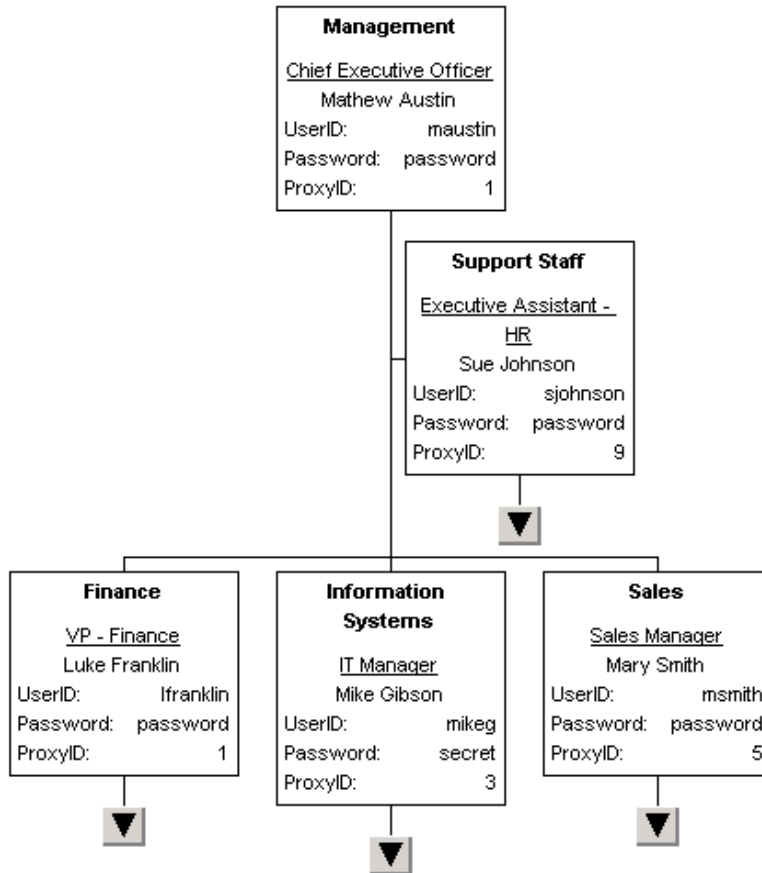 Management
Chief Executive Officer
Mathew Austin
UserID: maustin
Password: password
ProxyID: 1
Support Staff
Executive Assistant -
HR
Sue Johnson
UserID: sjohnson
Password: password
ProxyID: 9
Finance
VP - Finance
Luke Franklin
UserID: lfranklin
Password: password
ProxyID: 1
Information
Systems
IT Manager
Mike Gibson
UserID: mikeg
Password: secret
ProxyID: 3
Sales
Sales Manager
Mary Smith
UserID: msmith
Password: password
ProxyID: 5